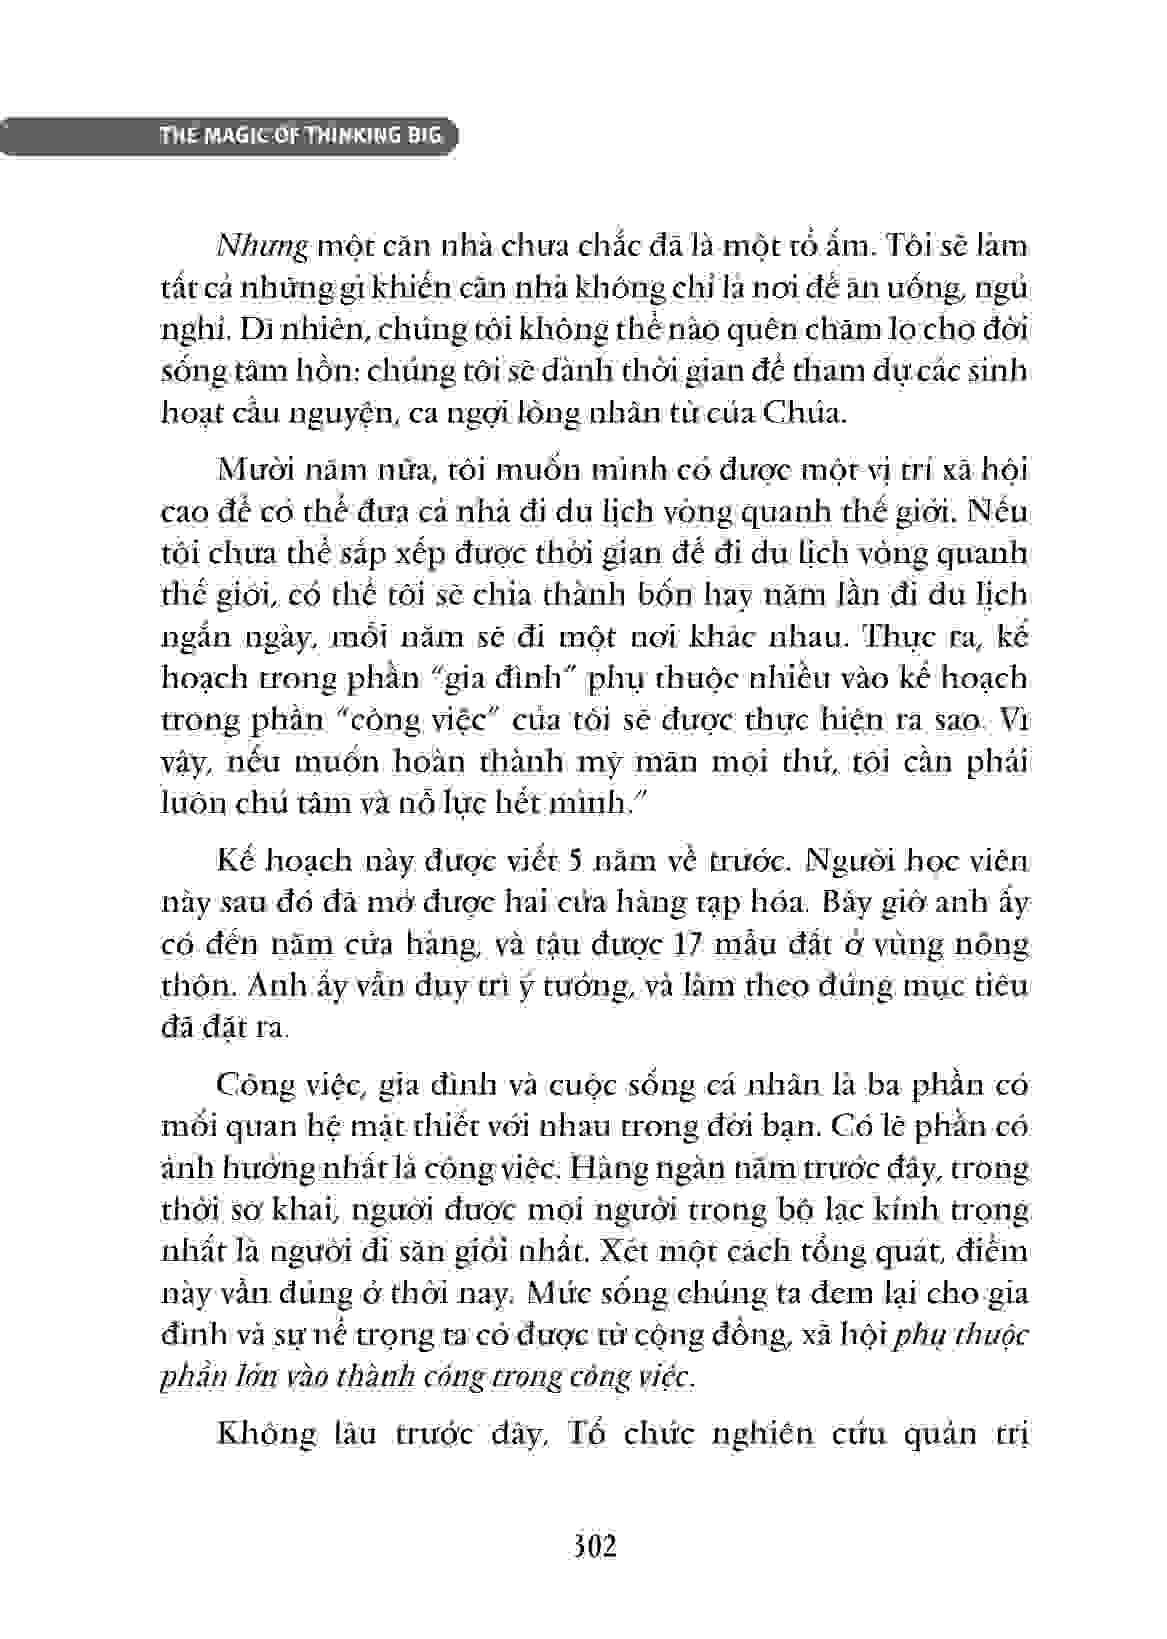 THE MAGIC OF THINKING BIG
Nhưng một căn nhà chưa chắc đã là một tổ ấm. Tôi sẽ làm
tất cả những gì khiến căn nhà không chỉ là nơi để ăn uống, ngủ
nghỉ. Dĩ nhiên, chúng tôi không thể nào quên chăm lo cho đời
sống tâm hồn: chúng tôi sẽ dành thời gian để tham dự các sinh
hoạt cầu nguyện, ca ngợi lòng nhân từ của Chúa.
Mười năm nữa, tôi muốn mình có được một vị trí xã hội
cao để có thể đưa cả nhà đi du lịch vòng quanh thế giới. Nếu
tôi chưa thể sắp xếp được thời gian để đi du lịch vòng quanh
thế giới, có thể tôi sẽ chia thành bốn hay năm lần đi du lịch
ngắn ngày, mỗi năm sẽ đi một nơi khác nhau. Thực ra, kế
hoạch trong phần “gia đình” phụ thuộc nhiều vào kế hoạch
trong phần “công việc” của tôi sẽ được thực hiện ra sao. Vì
vậy, nếu muốn hoàn thành mỹ mãn mọi thứ, tôi cần phải
luôn chú tâm và nỗ lực hết mình.”
Kế hoạch này được viết 5 năm về trước. Người học viên
này sau đó đã mở được hai cửa hàng tạp hóa. Bây giờ anh ấy
có đến năm cửa hàng, và tậu được 17 mẫu đất ở vùng nông
thôn. Anh ấy vẫn duy trì ý tưởng, và làm theo đúng mục tiêu
đã đặt ra.
Công việc, gia đình và cuộc sống cá nhân là ba phần có
mối quan hệ mật thiết với nhau trong đời bạn. Có lẽ phần có
ảnh hưởng nhất là công việc. Hàng ngàn năm trước đây, trong
thời sơ khai, người được mọi người trong bộ lạc kính trọng
nhất là người đi săn giỏi nhất. Xét một cách tổng quát, điểm
này vẫn đúng ở thời nay. Mức sống chúng ta đem lại cho gia
đình và sự nể trọng ta có được từ cộng đồng, xã hội phụ thuộc
phần lớn vào thành công trong công việc.
Không lâu trước đây, Tổ chức nghiên cứu quản trị
302